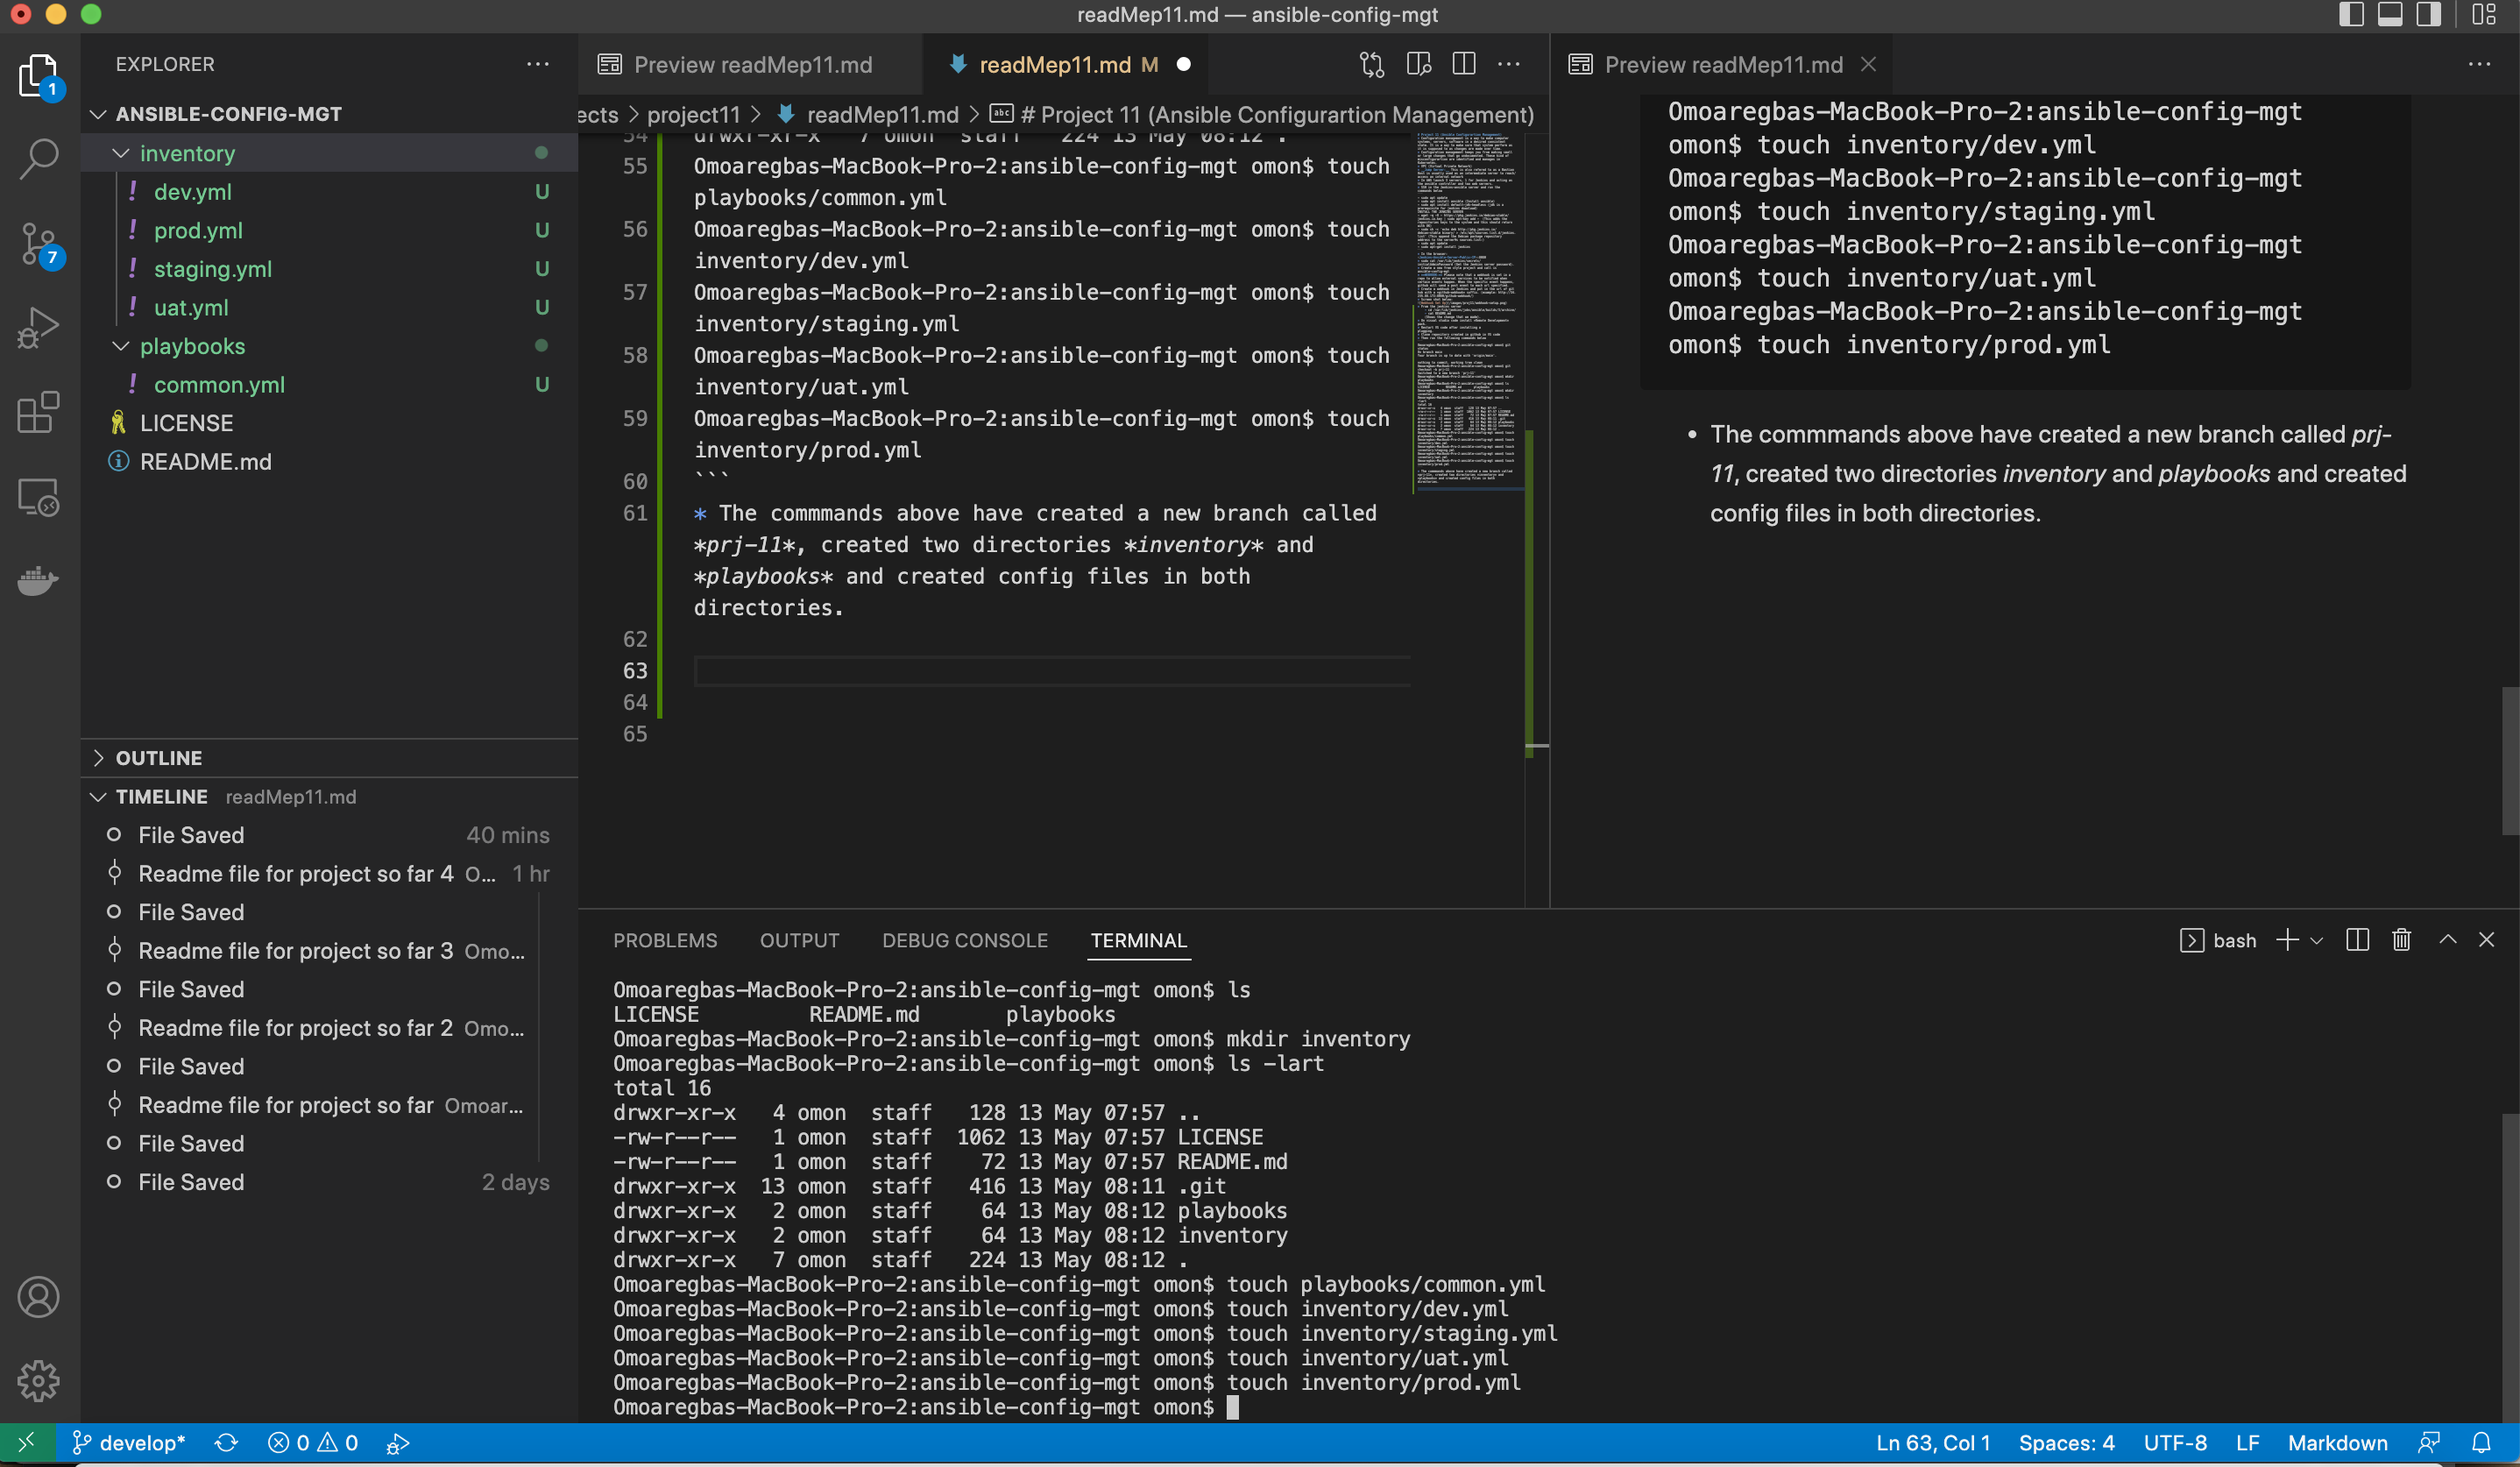 readMep11.md — ansible-config-mgt
EXPLORER
ANSIBLE-CONFIG-MGT
inventory
dev.yml U
prod.yml U
staging.yml U
uat.yml U
playbooks
common.yml U
LICENSE
README.md
1
7
OUTLINE
TIMELINE readMep11.md
File Saved 40 mins
Readme file for project so far 4 O... 1 hr
File Saved
Readme file for project so far 3 Omo...
File Saved
Readme file for project so far 2 Omo...
File Saved
Readme file for project so far Omoar...
File Saved
File Saved 2 days
Preview readMep11.md
readMep11.md M
ects > project11 > readMep11.md > # Project 11 (Ansible Configurartion Management)
54 drwxr-xr-x 7 omon staff 224 13 May 08:12 .
55 Omoaregbas-MacBook-Pro-2:ansible-config-mgt omon$ touch
playbooks/common.yml
56 Omoaregbas-MacBook-Pro-2:ansible-config-mgt omon$ touch
inventory/dev.yml
57 Omoaregbas-MacBook-Pro-2:ansible-config-mgt omon$ touch
inventory/staging.yml
58 Omoaregbas-MacBook-Pro-2:ansible-config-mgt omon$ touch
inventory/uat.yml
59 Omoaregbas-MacBook-Pro-2:ansible-config-mgt omon$ touch
inventory/prod.yml
60 ```
61 * The commmands above have created a new branch called
*prj-11*, created two directories *inventory* and
*playbooks* and created config files in both
directories.
62
63
64
65
Preview readMep11.md
Omoaregbas-MacBook-Pro-2:ansible-config-mgt
omon$ touch inventory/dev.yml
Omoaregbas-MacBook-Pro-2:ansible-config-mgt
omon$ touch inventory/staging.yml
Omoaregbas-MacBook-Pro-2:ansible-config-mgt
omon$ touch inventory/uat.yml
Omoaregbas-MacBook-Pro-2:ansible-config-mgt
omon$ touch inventory/prod.yml
• The commmands above have created a new branch called prj-
11, created two directories inventory and playbooks and created
config files in both directories.
PROBLEMS OUTPUT DEBUG CONSOLE TERMINAL bash
Omoaregbas-MacBook-Pro-2:ansible-config-mgt omon$ ls
LICENSE README.md playbooks
Omoaregbas-MacBook-Pro-2:ansible-config-mgt omon$ mkdir inventory
Omoaregbas-MacBook-Pro-2:ansible-config-mgt omon$ ls -lart
total 16
drwxr-xr-x 4 omon staff 128 13 May 07:57 ..
-rw-r--r-- 1 omon staff 1062 13 May 07:57 LICENSE
-rw-r--r-- 1 omon staff 72 13 May 07:57 README.md
drwxr-xr-x 13 omon staff 416 13 May 08:11 .git
drwxr-xr-x 2 omon staff 64 13 May 08:12 playbooks
drwxr-xr-x 2 omon staff 64 13 May 08:12 inventory
drwxr-xr-x 7 omon staff 224 13 May 08:12 .
Omoaregbas-MacBook-Pro-2:ansible-config-mgt omon$ touch playbooks/common.yml
Omoaregbas-MacBook-Pro-2:ansible-config-mgt omon$ touch inventory/dev.yml
Omoaregbas-MacBook-Pro-2:ansible-config-mgt omon$ touch inventory/staging.yml
Omoaregbas-MacBook-Pro-2:ansible-config-mgt omon$ touch inventory/uat.yml
Omoaregbas-MacBook-Pro-2:ansible-config-mgt omon$ touch inventory/prod.yml
Omoaregbas-MacBook-Pro-2:ansible-config-mgt omon$
develop* 0 0 Ln 63, Col 1 Spaces: 4 UTF-8 LF Markdown